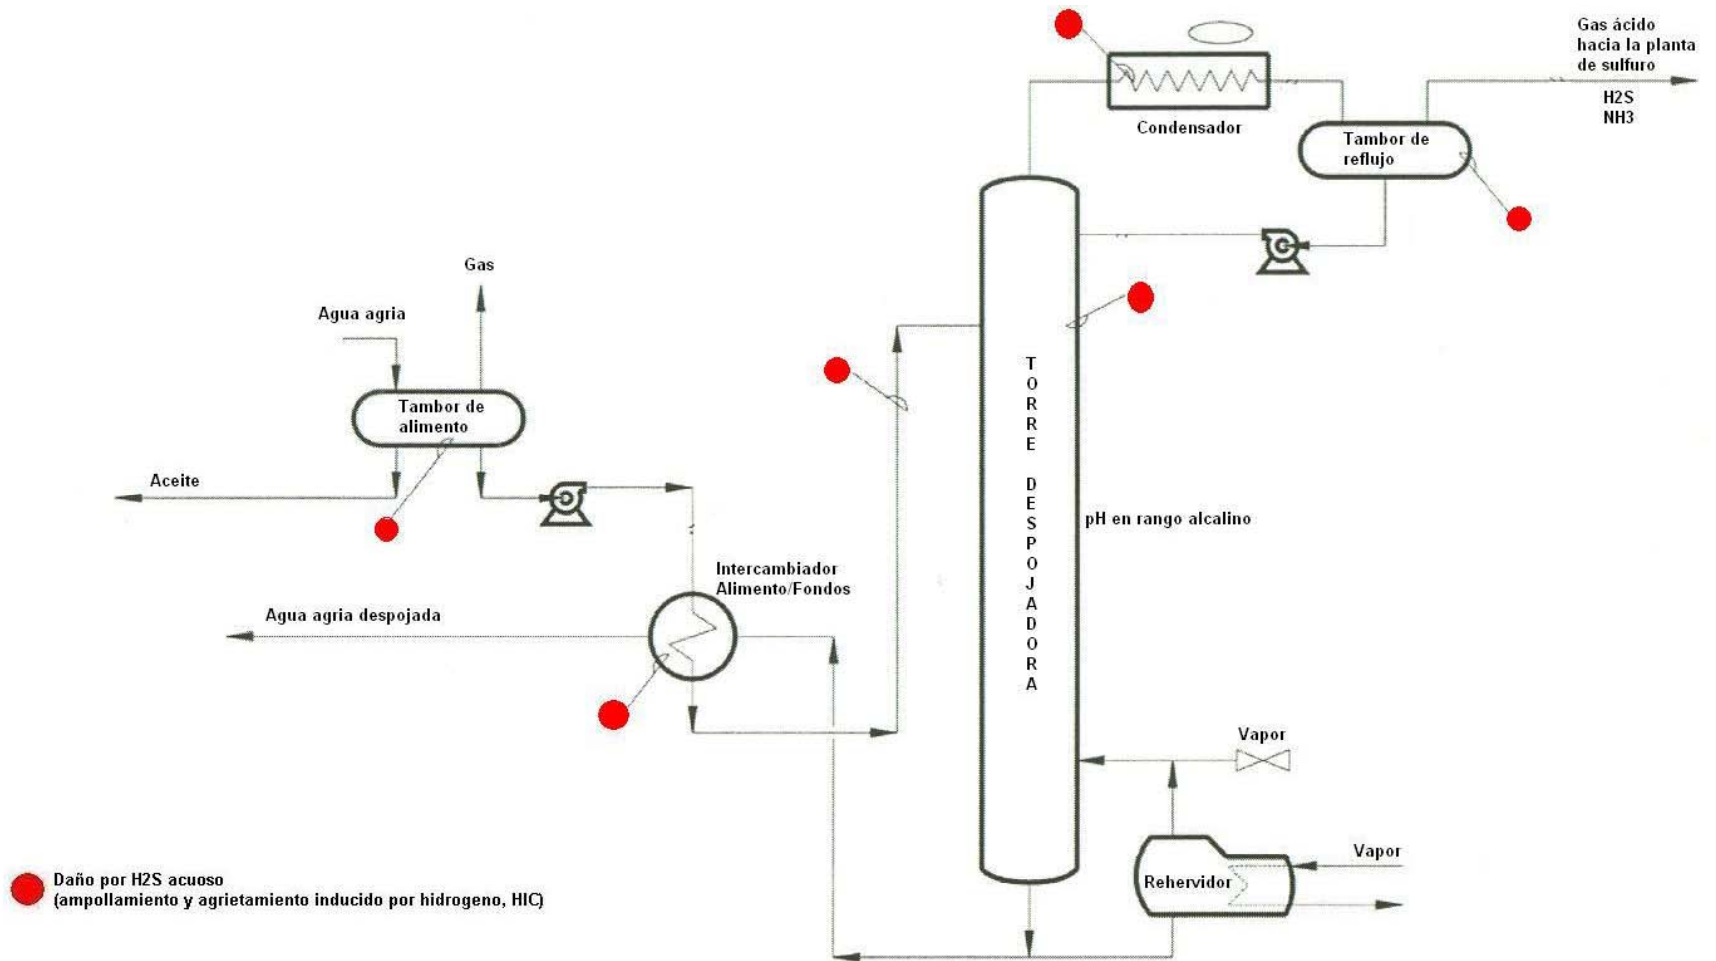 Gas ácido
hacia la planta
de sulfuro
H2S
NH3
Condensador
Tambor de
reflujo
Gas
Agua agria
Tambor de
alimento
Aceite
TORRE DESPOJADORA
pH en rango alcalino
Intercambiador
Alimento/Fondos
Agua agria despojada
Vapor
Vapor
Rehervidor
Daño por H2S acuoso
(ampollamiento y agrietamiento inducido por hidrogeno, HIC)